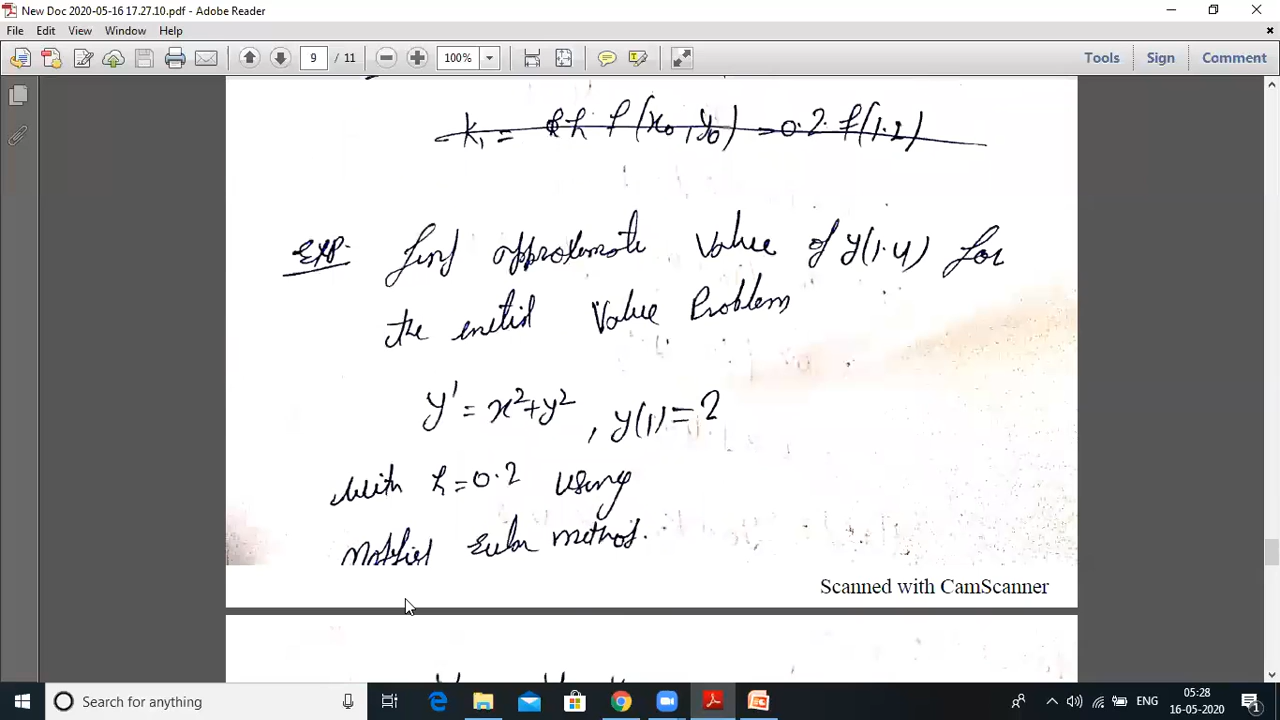 New Doc 2020-05-16 17.27.10.pdf - Adobe Reader
File Edit View Window Help
9 / 11 100% Tools Sign Comment
K₁ = h f(x₀, y₀) = 0.2 f(1.2)
Exp. find approximate value of y(1.4) for
the initial Value Problem
y' = x²+y² , y(1) = 2
with h=0.2 using
modified Euler method.
Scanned with CamScanner
Search for anything
ENG 05:28
16-05-2020
1